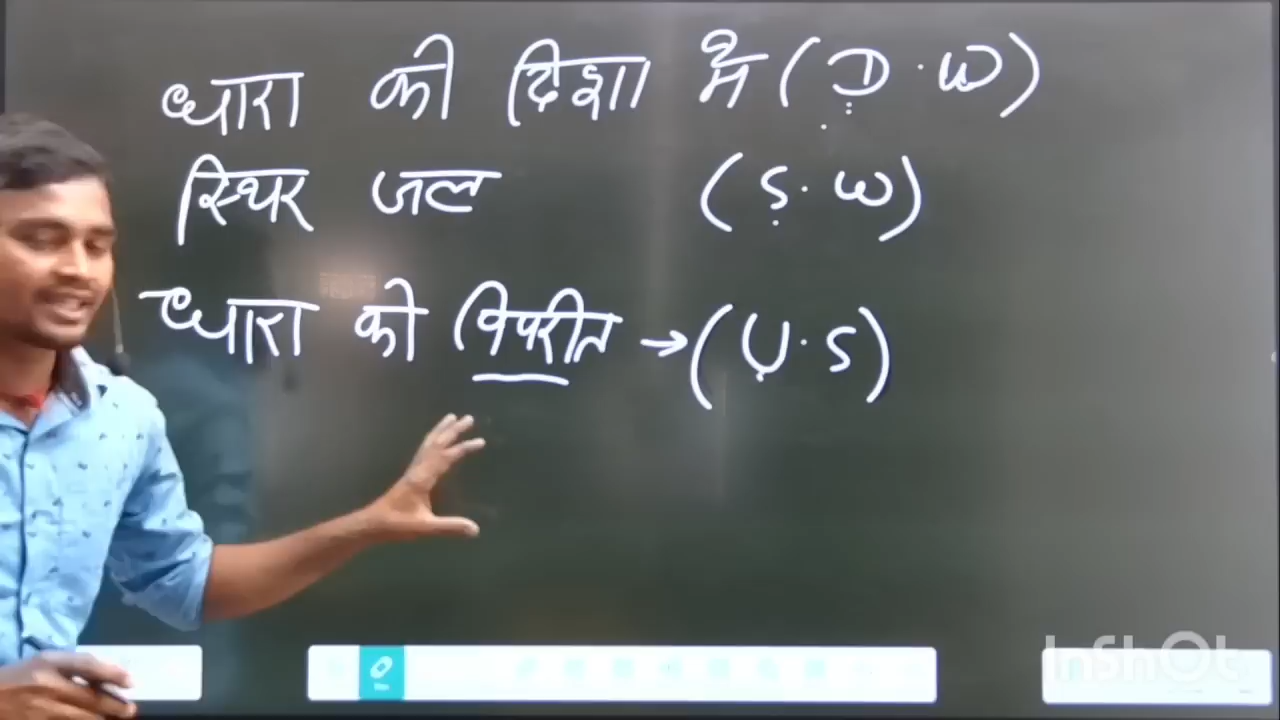 धारा की दिशा में ( D . W )
स्थिर जल ( S . W )
धारा की विपरीत → ( U . S )
InShOt